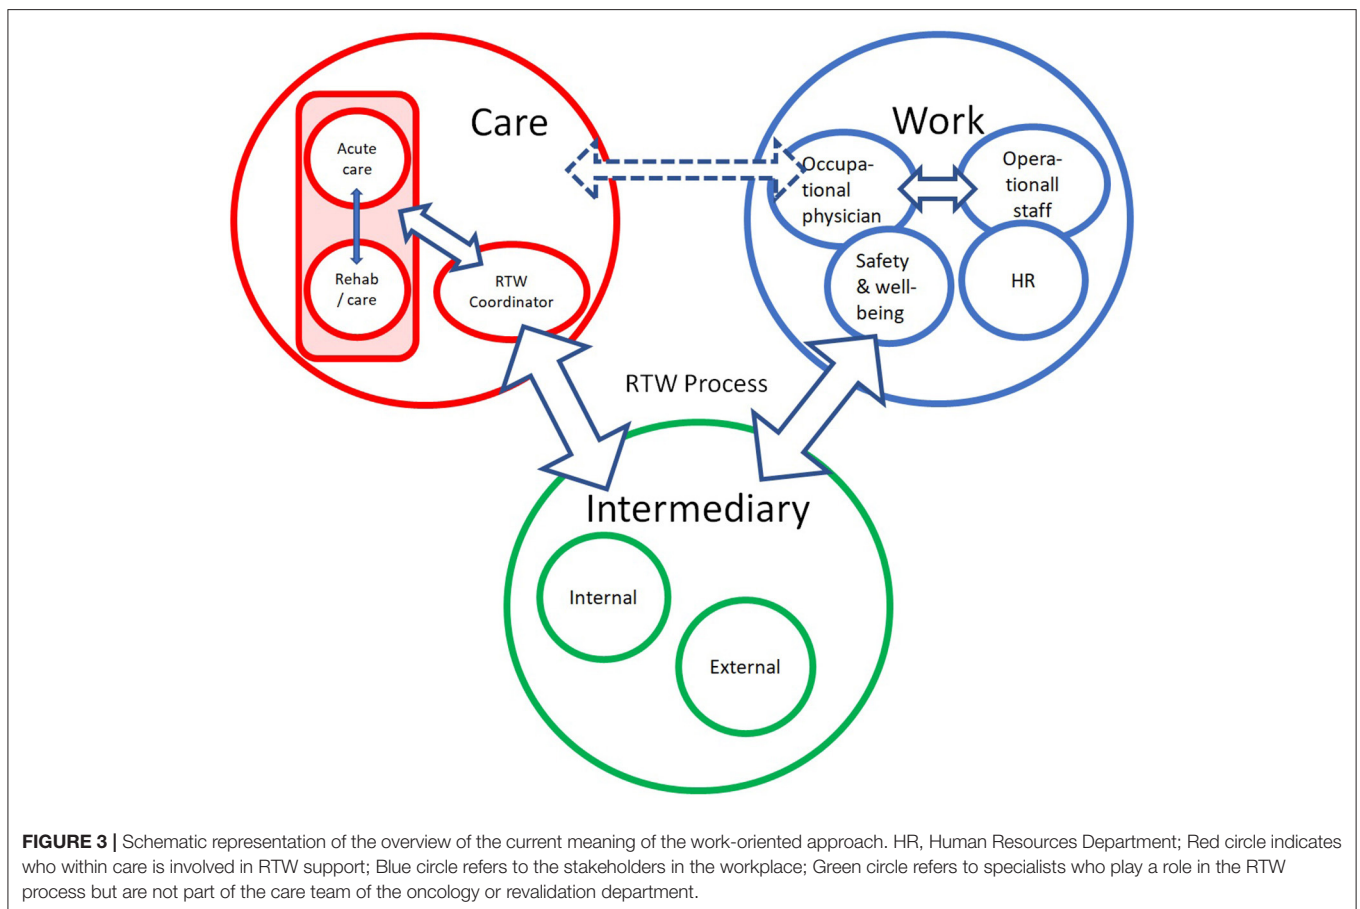 Care
Acute
care
Rehab
/ care
RTW
Coordinator
Work
Occupa-
tional
physician
Opera-
tionall
staff
Safety
& well-
being
HR
RTW Process
Intermediary
Internal
External
FIGURE 3 | Schematic representation of the overview of the current meaning of the work-oriented approach. HR, Human Resources Department; Red circle indicates
who within care is involved in RTW support; Blue circle refers to the stakeholders in the workplace; Green circle refers to specialists who play a role in the RTW
process but are not part of the care team of the oncology or revalidation department.